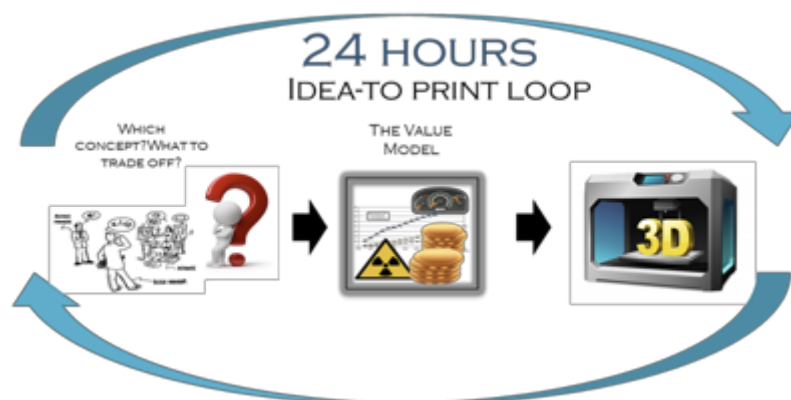 24 HOURS
IDEA-TO PRINT LOOP
WHICH
CONCEPT?WHAT TO
TRADE OFF?
THE VALUE
MODEL
3D